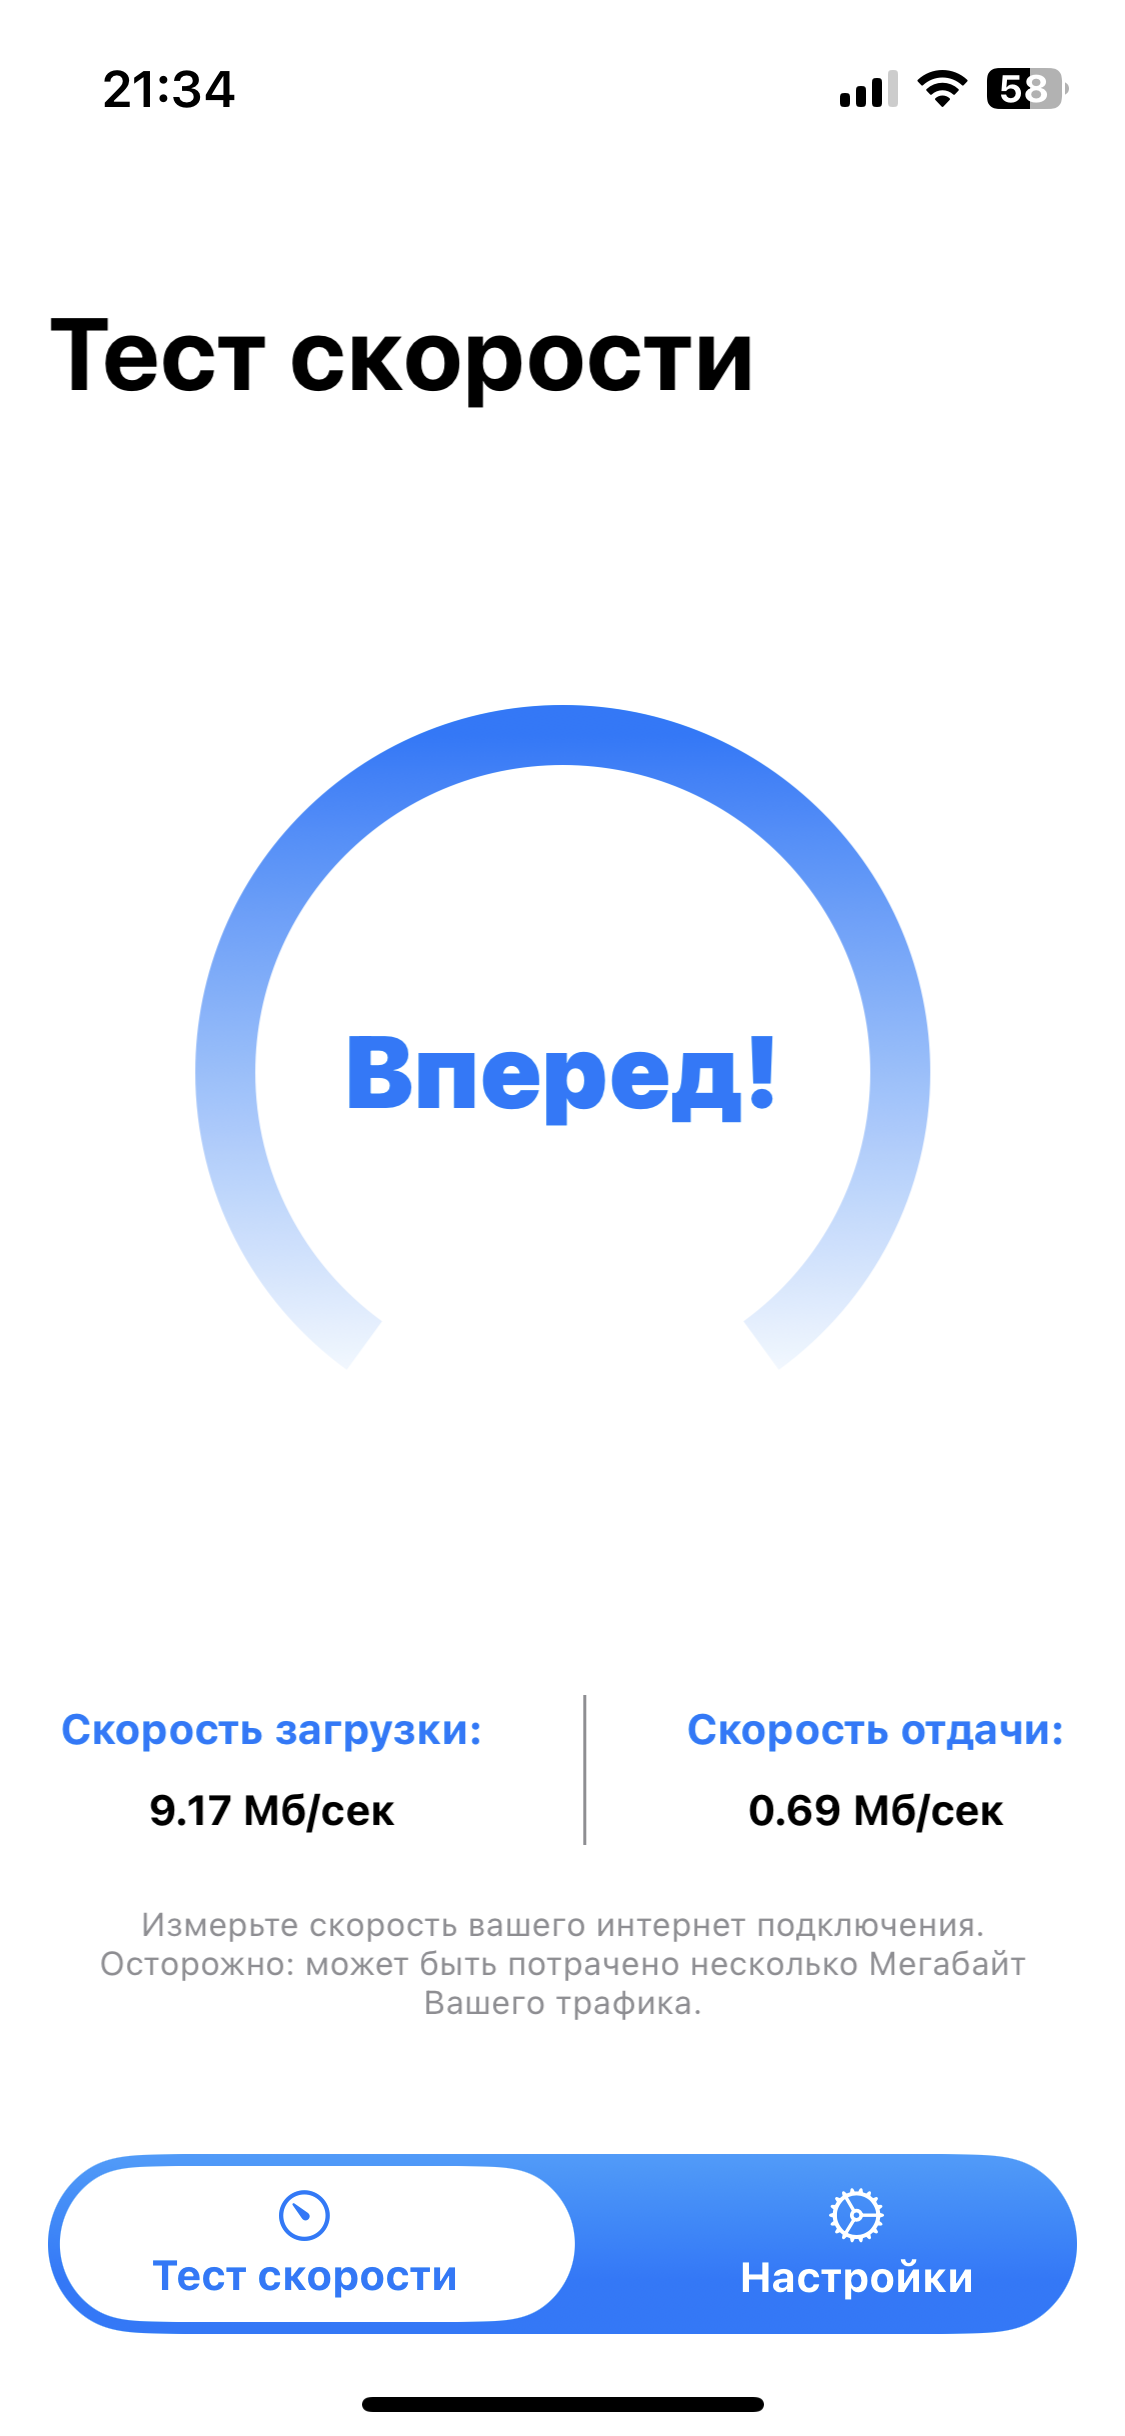 21:34
58
Тест скорости
Вперед!
Скорость загрузки:
Скорость отдачи:
9.17 Мб/сек
0.69 Мб/сек
Измерьте скорость вашего интернет подключения.
Осторожно: может быть потрачено несколько Мегабайт
Вашего трафика.
Тест скорости
Настройки